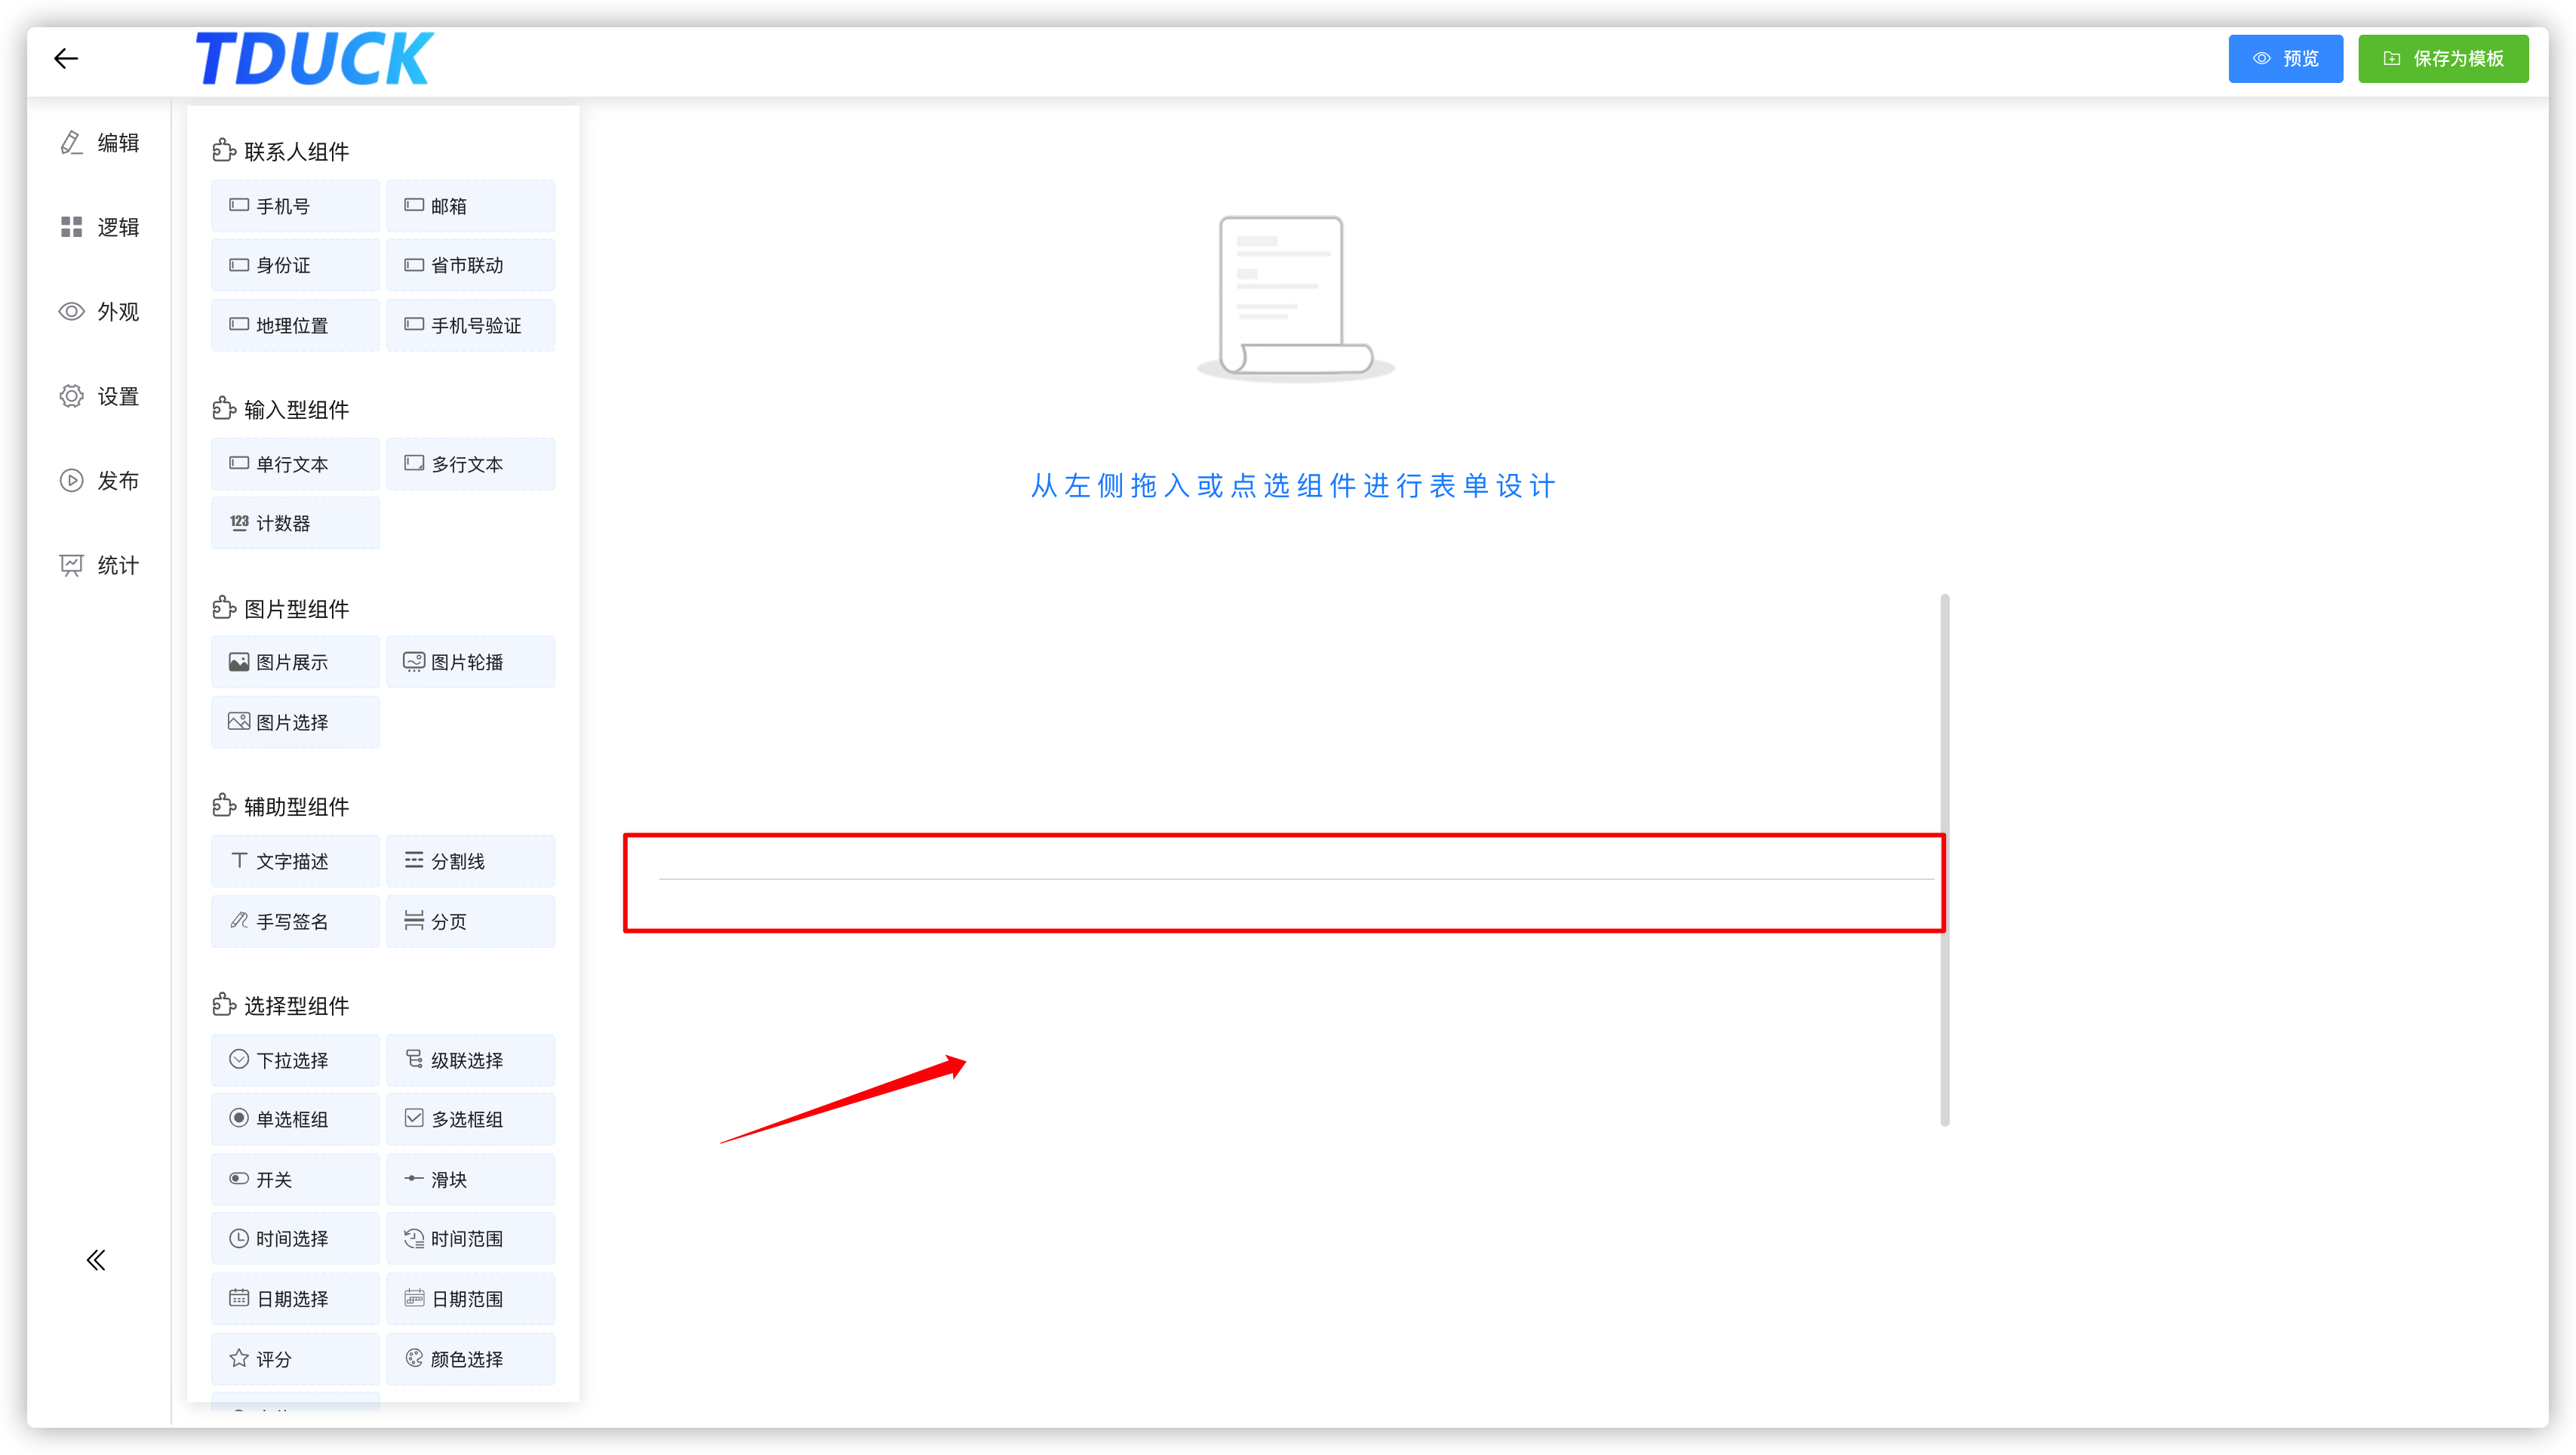 TDUCK
预览
保存为模板
编辑
逻辑
外观
设置
发布
统计
联系人组件
手机号
邮箱
身份证
省市联动
地理位置
手机号验证
输入型组件
单行文本
多行文本
123 计数器
图片型组件
图片展示
图片轮播
图片选择
辅助型组件
文字描述
分割线
手写签名
分页
选择型组件
下拉选择
级联选择
单选框组
多选框组
开关
滑块
时间选择
时间范围
日期选择
日期范围
评分
颜色选择
从左侧拖入或点选组件进行表单设计